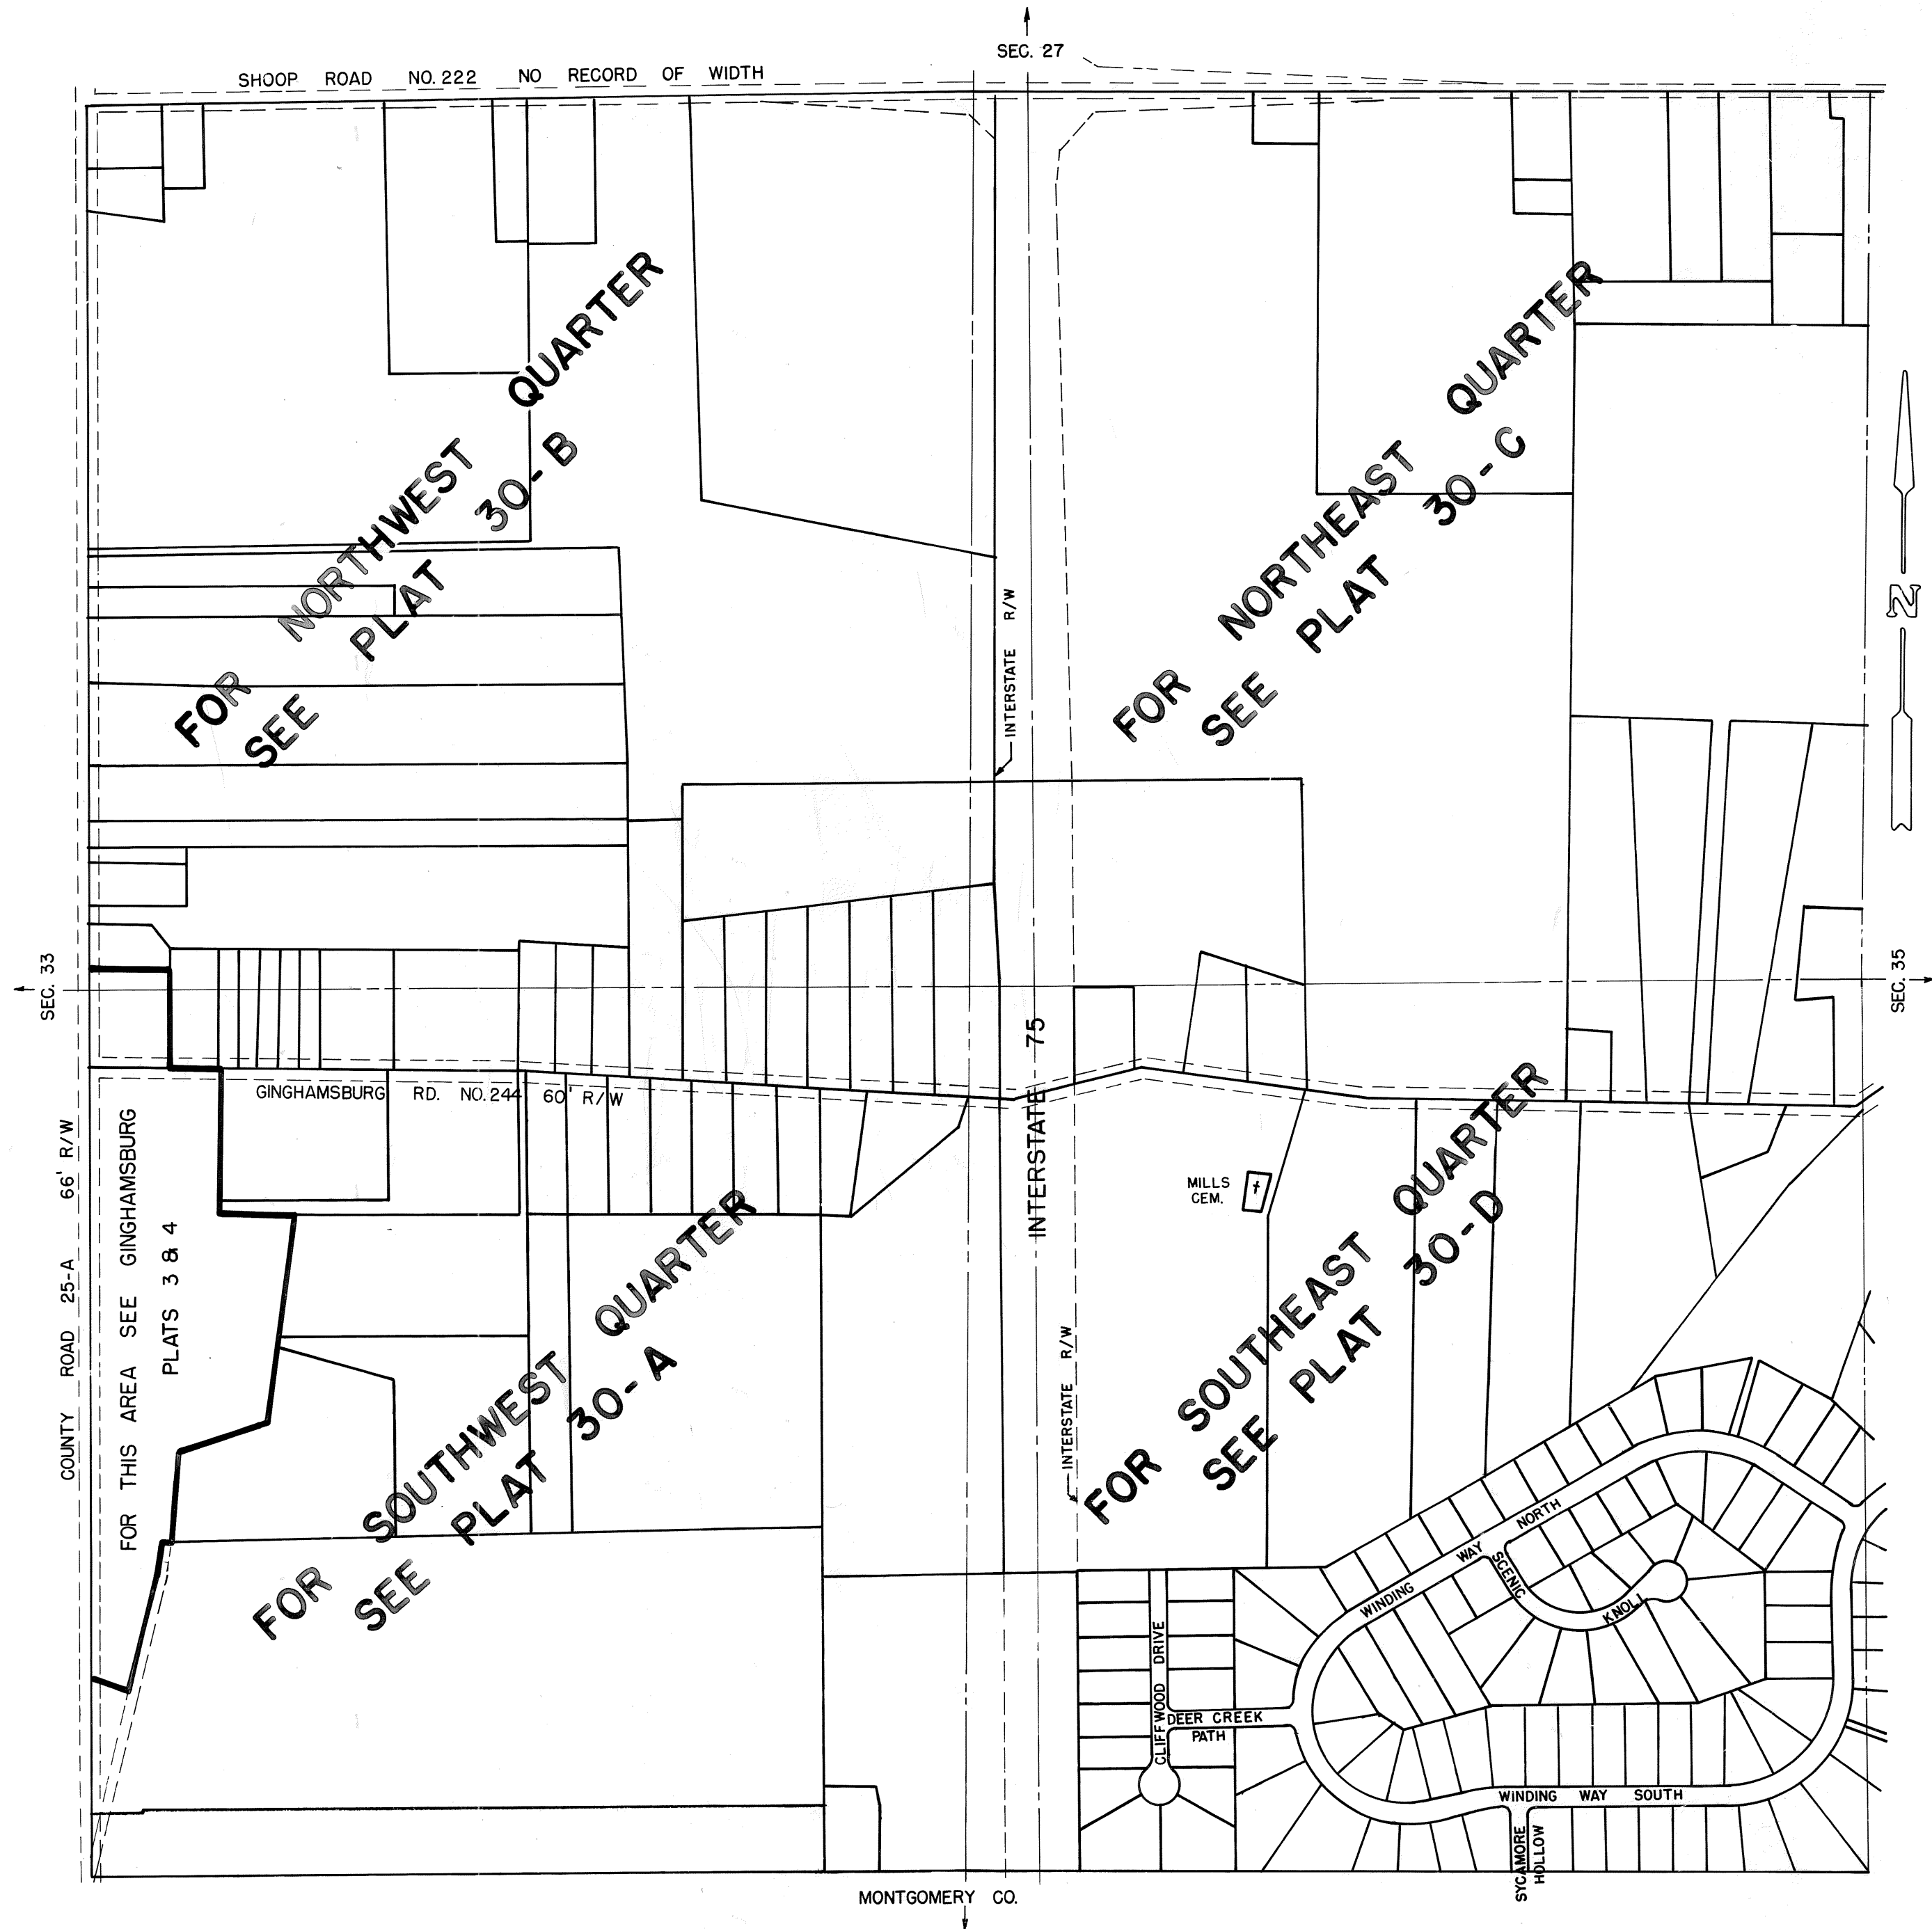 SEC. 27
SHOOP ROAD NO. 222 NO RECORD OF WIDTH
FOR NORTHWEST QUARTER
SEE PLAT 30-B
FOR NORTHEAST QUARTER
SEE PLAT 30-C
INTERSTATE R/W
N
SEC. 33
SEC. 35
INTERSTATE 75
GINGHAMSBURG RD. NO. 244 60' R/W
COUNTY ROAD 25-A 66' R/W
FOR THIS AREA SEE GINGHAMSBURG
PLATS 3 & 4
MILLS
CEM.
FOR SOUTHWEST QUARTER
SEE PLAT 30-A
FOR SOUTHEAST QUARTER
SEE PLAT 30-D
INTERSTATE R/W
WINDING WAY NORTH
SCENIC KNOLL
CLIFFWOOD DRIVE
DEER CREEK
PATH
WINDING WAY SOUTH
SYCAMORE
HOLLOW
MONTGOMERY CO.